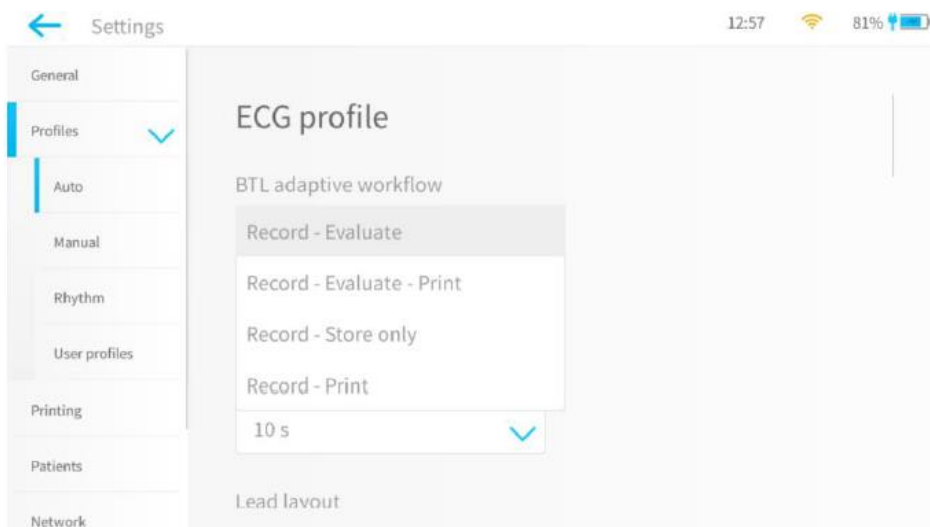 Settings
12:57
81%
General
Profiles
Auto
Manual
Rhythm
User profiles
Printing
Patients
Network
ECG profile
BTL adaptive workflow
Record - Evaluate
Record - Evaluate - Print
Record - Store only
Record - Print
10 s
Lead layout